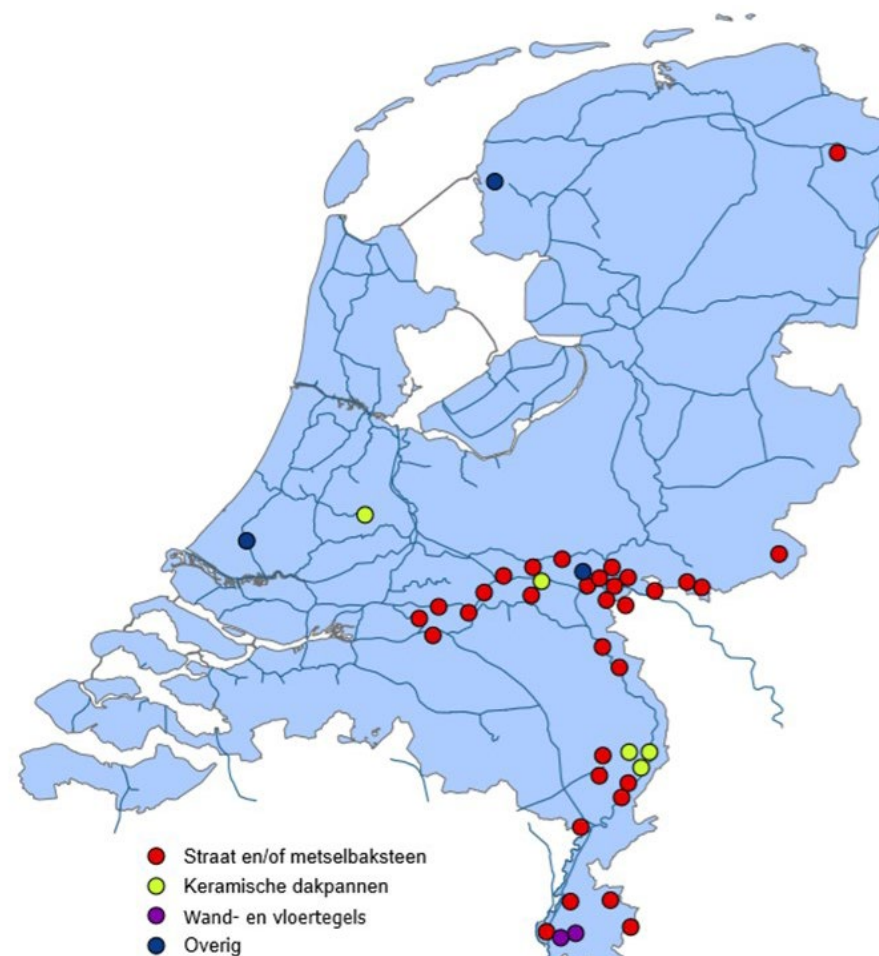 Straat en/of metselbaksteen
Keramische dakpannen
Wand- en vloertegels
Overig